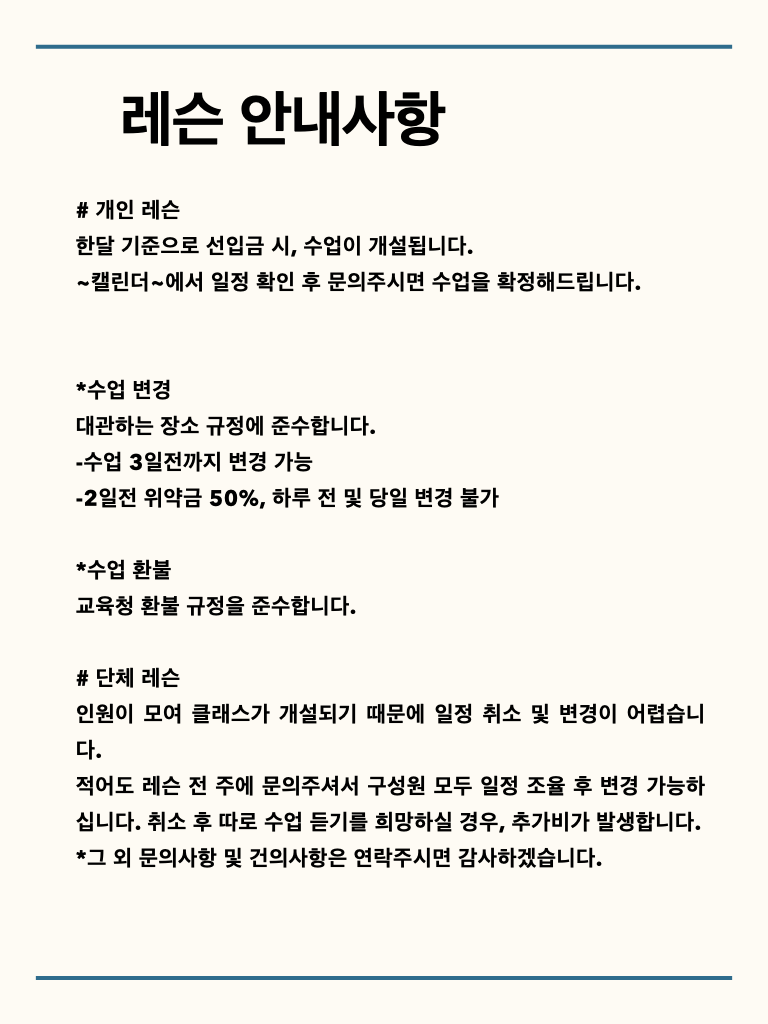 레슨 안내사항
# 개인 레슨
한달 기준으로 선입금 시, 수업이 개설됩니다.
~캘린더~에서 일정 확인 후 문의주시면 수업을 확정해드립니다.
*수업 변경
대관하는 장소 규정에 준수합니다.
-수업 3일전까지 변경 가능
-2일전 위약금 50%, 하루 전 및 당일 변경 불가
*수업 환불
교육청 환불 규정을 준수합니다.
# 단체 레슨
인원이 모여 클래스가 개설되기 때문에 일정 취소 및 변경이 어렵습니
다.
적어도 레슨 전 주에 문의주셔서 구성원 모두 일정 조율 후 변경 가능하
십니다. 취소 후 따로 수업 듣기를 희망하실 경우, 추가비가 발생합니다.
*그 외 문의사항 및 건의사항은 연락주시면 감사하겠습니다.